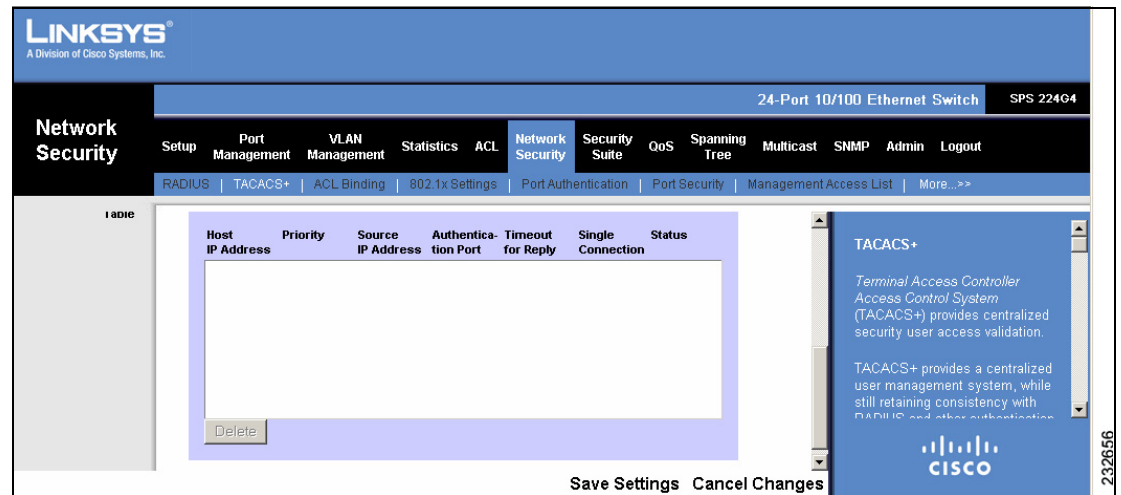 LINKSYS®
A Division of Cisco Systems, Inc.
24-Port 10/100 Ethernet Switch SPS 224G4
Network Security
Setup Port Management VLAN Management Statistics ACL Network Security Security Suite QoS Spanning Tree Multicast SNMP Admin Logout
RADIUS | TACACS+ | ACL Binding | 802.1x Settings | Port Authentication | Port Security | Management Access List | More...>>
Table
Host IP Address Priority Source IP Address Authentica-tion Port Timeout for Reply Single Connection Status
Delete
TACACS+
Terminal Access Controller
Access Control System
(TACACS+) provides centralized
security user access validation.
TACACS+ provides a centralized
user management system, while
still retaining consistency with
RADIUS and other authentication
CISCO
Save Settings Cancel Changes
232656